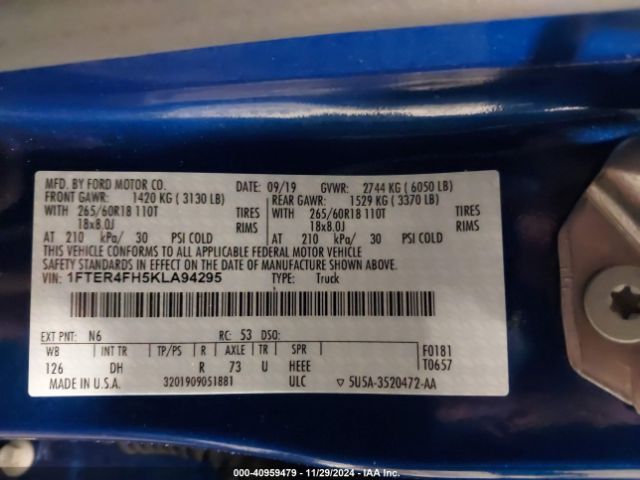 MFD. BY FORD MOTOR CO. DATE: 09/19 GVWR: 2744 KG ( 6050 LB)
FRONT GAWR: 1420 KG ( 3130 LB) REAR GAWR: 1529 KG ( 3370 LB)
WITH 265/60R18 110T TIRES WITH 265/60R18 110T TIRES
18x8.0J RIMS 18x8.0J RIMS
AT 210 kPa/ 30 PSI COLD AT 210 kPa/ 30 PSI COLD
THIS VEHICLE CONFORMS TO ALL APPLICABLE FEDERAL MOTOR VEHICLE
SAFETY STANDARDS IN EFFECT ON THE DATE OF MANUFACTURE SHOWN ABOVE.
VIN: 1FTER4FH5KLA94295 TYPE: Truck
EXT PNT: N6 RC: 53 DSO:
WB INT TR TP/PS R AXLE TR SPR F0181
126 DH R 73 U HEEE T0657
MADE IN U.S.A. 3201909051881 ULC ▽ 5U5A-3520472-AA
000-40959479 - 11/29/2024 - IAA Inc.